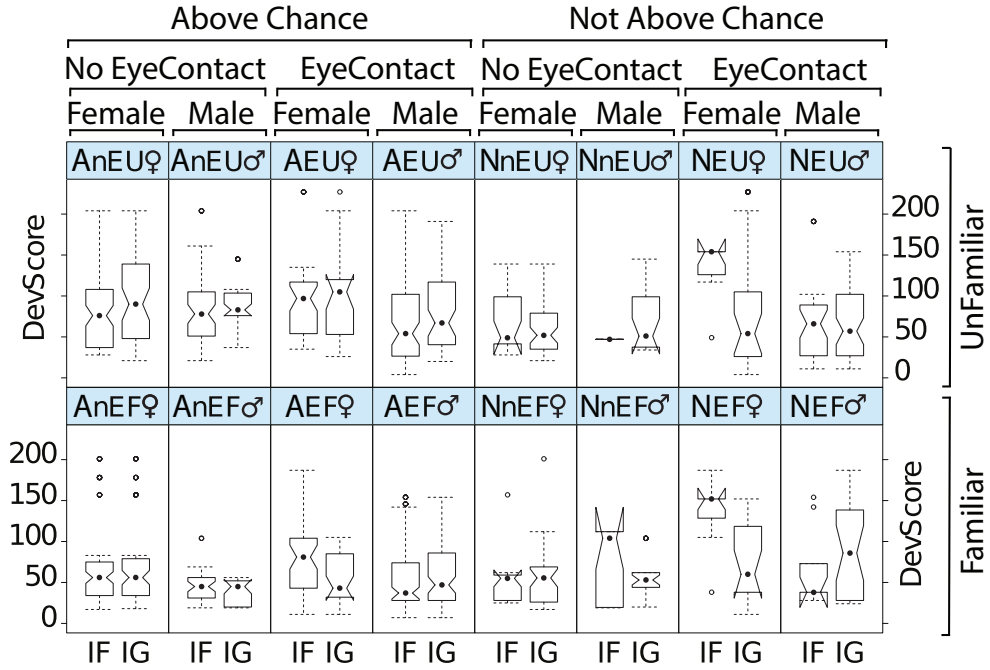 Above Chance Not Above Chance
No EyeContact EyeContact No EyeContact EyeContact
Female Male Female Male Female Male Female Male
AnEU♀ AnEU♂ AEU♀ AEU♂ NnEU♀ NnEU♂ NEU♀ NEU♂
DevScore
200
150
100
50
0
UnFamiliar
AnEF♀ AnEF♂ AEF♀ AEF♂ NnEF♀ NnEF♂ NEF♀ NEF♂
200
150
100
50
0
DevScore
Familiar
IF IG IF IG IF IG IF IG IF IG IF IG IF IG IF IG